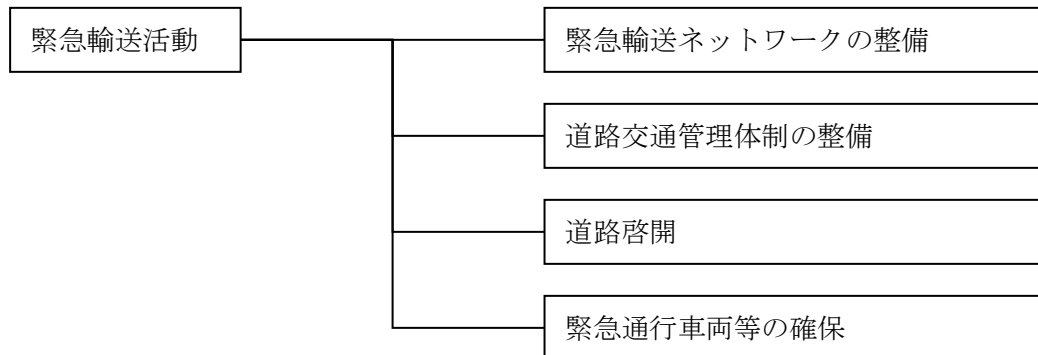 緊急輸送活動
緊急輸送ネットワークの整備
道路交通管理体制の整備
道路啓開
緊急通行車両等の確保